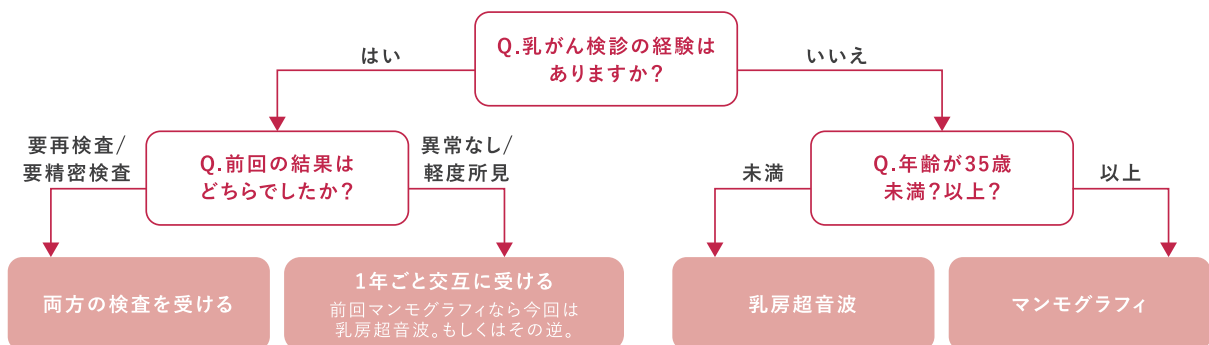 Q.乳がん検診の経験は
ありますか?
はい
いいえ
要再検査/
要精密検査
Q.前回の結果は
どちらでしたか?
異常なし/
軽度所見
未満
Q.年齢が35歳
未満?以上?
以上
両方の検査を受ける
1年ごと交互に受ける
前回マンモグラフィなら今回は
乳房超音波。もしくはその逆。
乳房超音波
マンモグラフィ